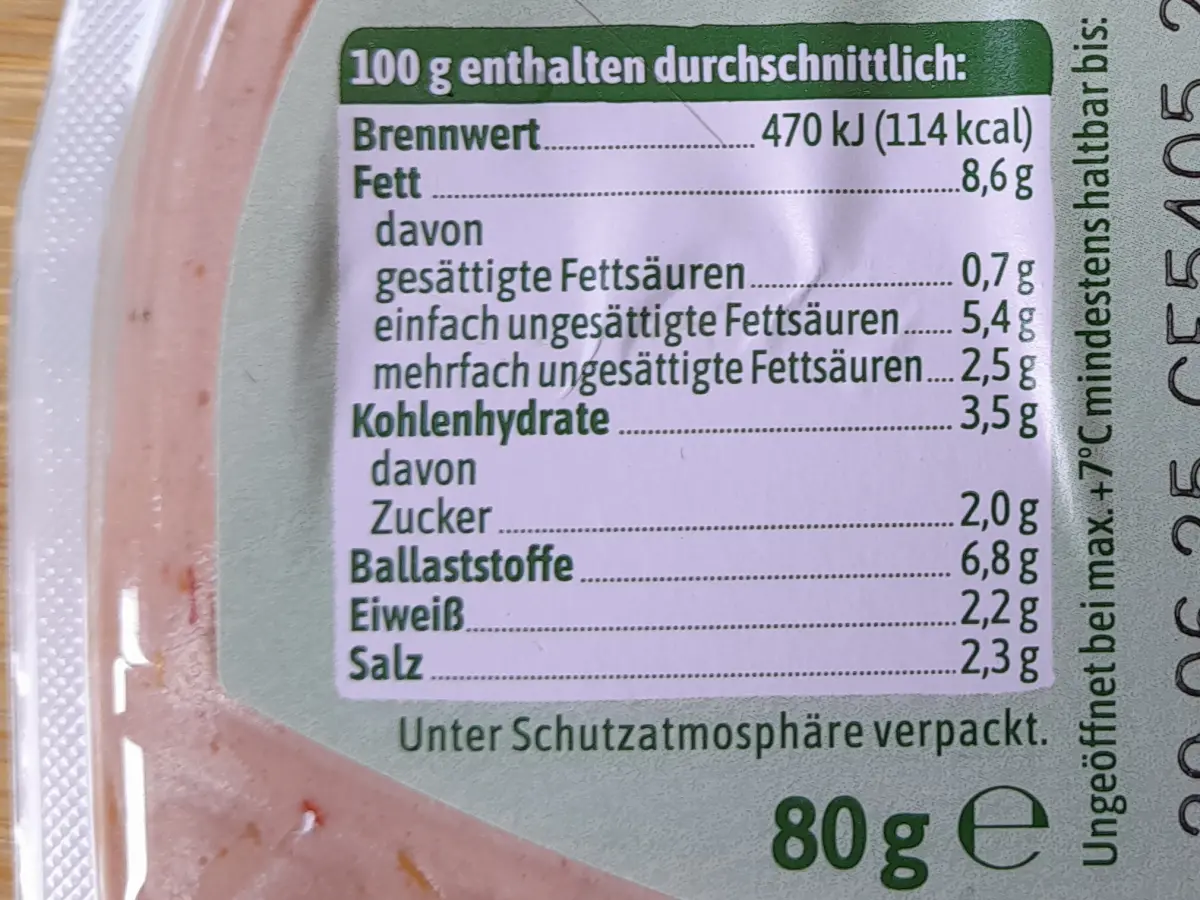 100 g enthalten durchschnittlich:
Brennwert 470 kJ (114 kcal)
Fett 8,6 g
davon
gesättigte Fettsäuren 0,7 g
einfach ungesättigte Fettsäuren 5,4 g
mehrfach ungesättigte Fettsäuren 2,5 g
Kohlenhydrate 3,5 g
davon
Zucker 2,0 g
Ballaststoffe 6,8 g
Eiweiß 2,2 g
Salz 2,3 g
Unter Schutzatmosphäre verpackt.
80 g e
Ungeöffnet bei max. +7°C mindestens haltbar bis: